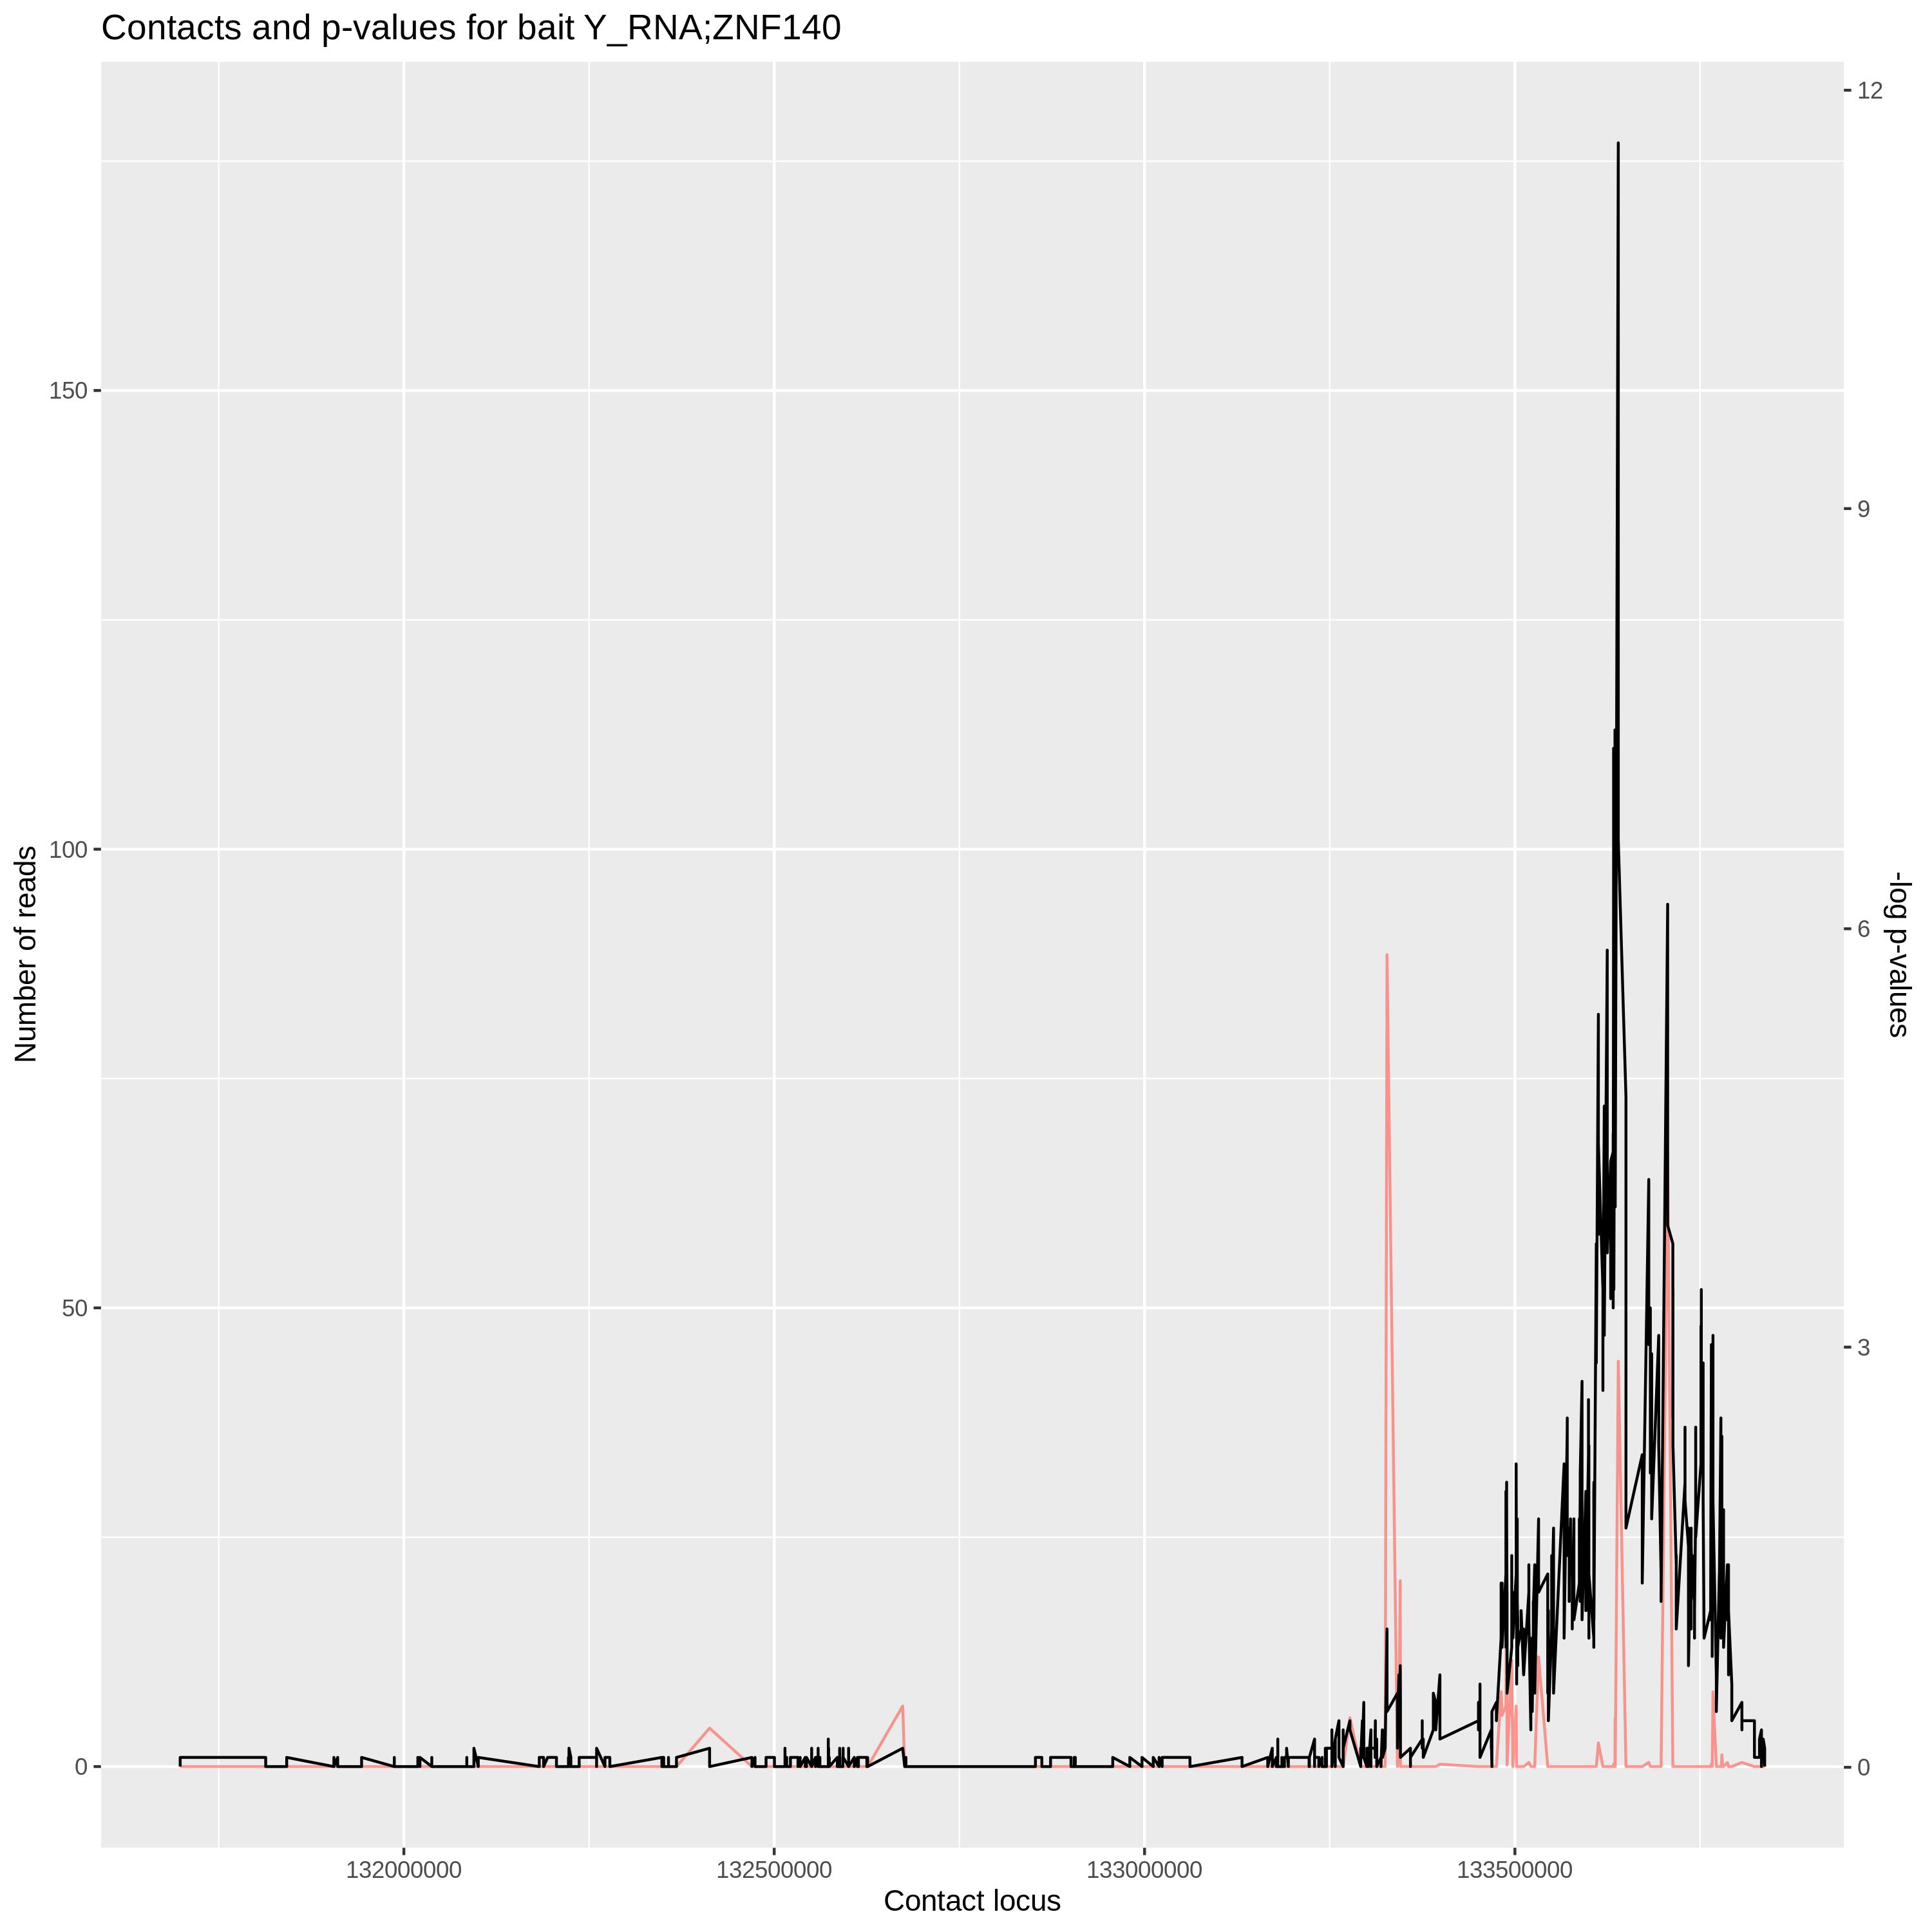 Contacts and p-values for bait Y_RNA;ZNF140
12
150
9
100
6
Number of reads
-log p-values
50
3
0
0
132000000 132500000 133000000 133500000
Contact locus